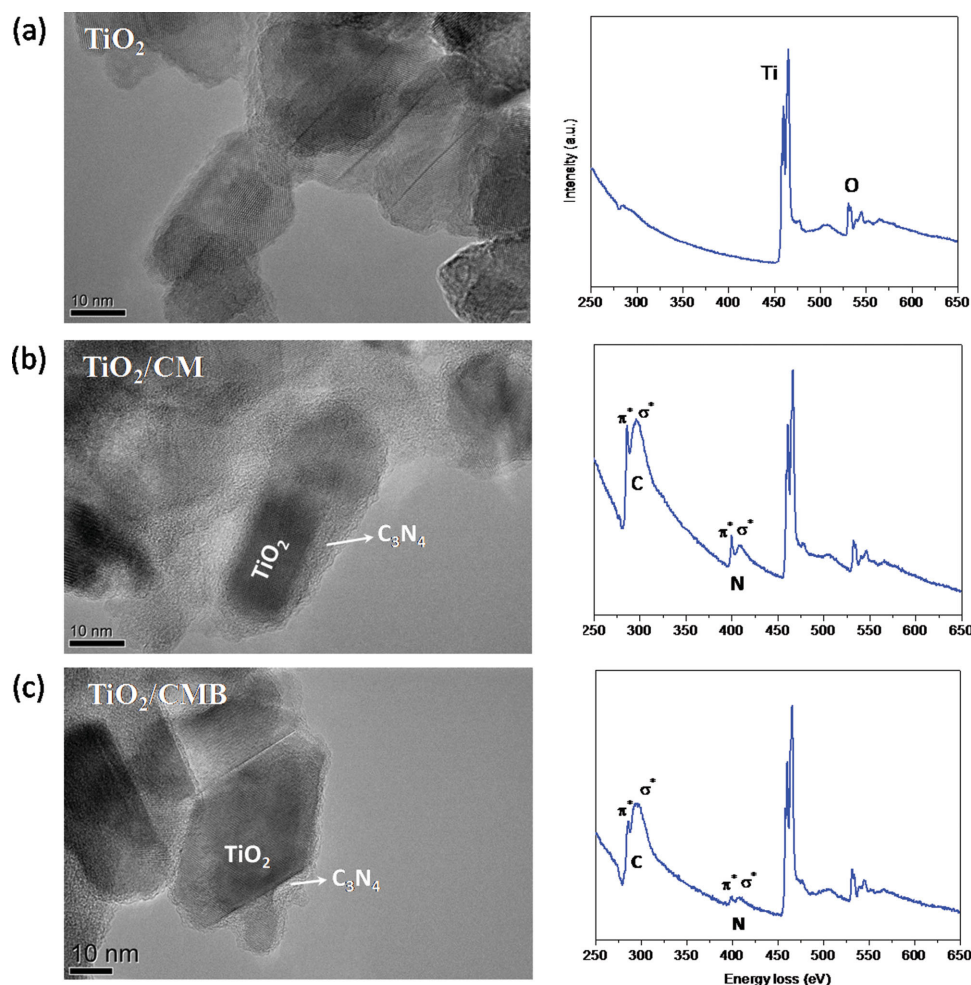 (a)
TiO₂
10 nm
Intensity (a.u.)
Ti
O
250 300 350 400 450 500 550 600 650
(b)
TiO₂/CM
TiO₂
C₃N₄
10 nm
π* σ*
C
π* σ*
N
250 300 350 400 450 500 550 600 650
(c)
TiO₂/CMB
TiO₂
C₃N₄
10 nm
π* σ*
C
π* σ*
N
250 300 350 400 450 500 550 600 650
Energy loss (eV)